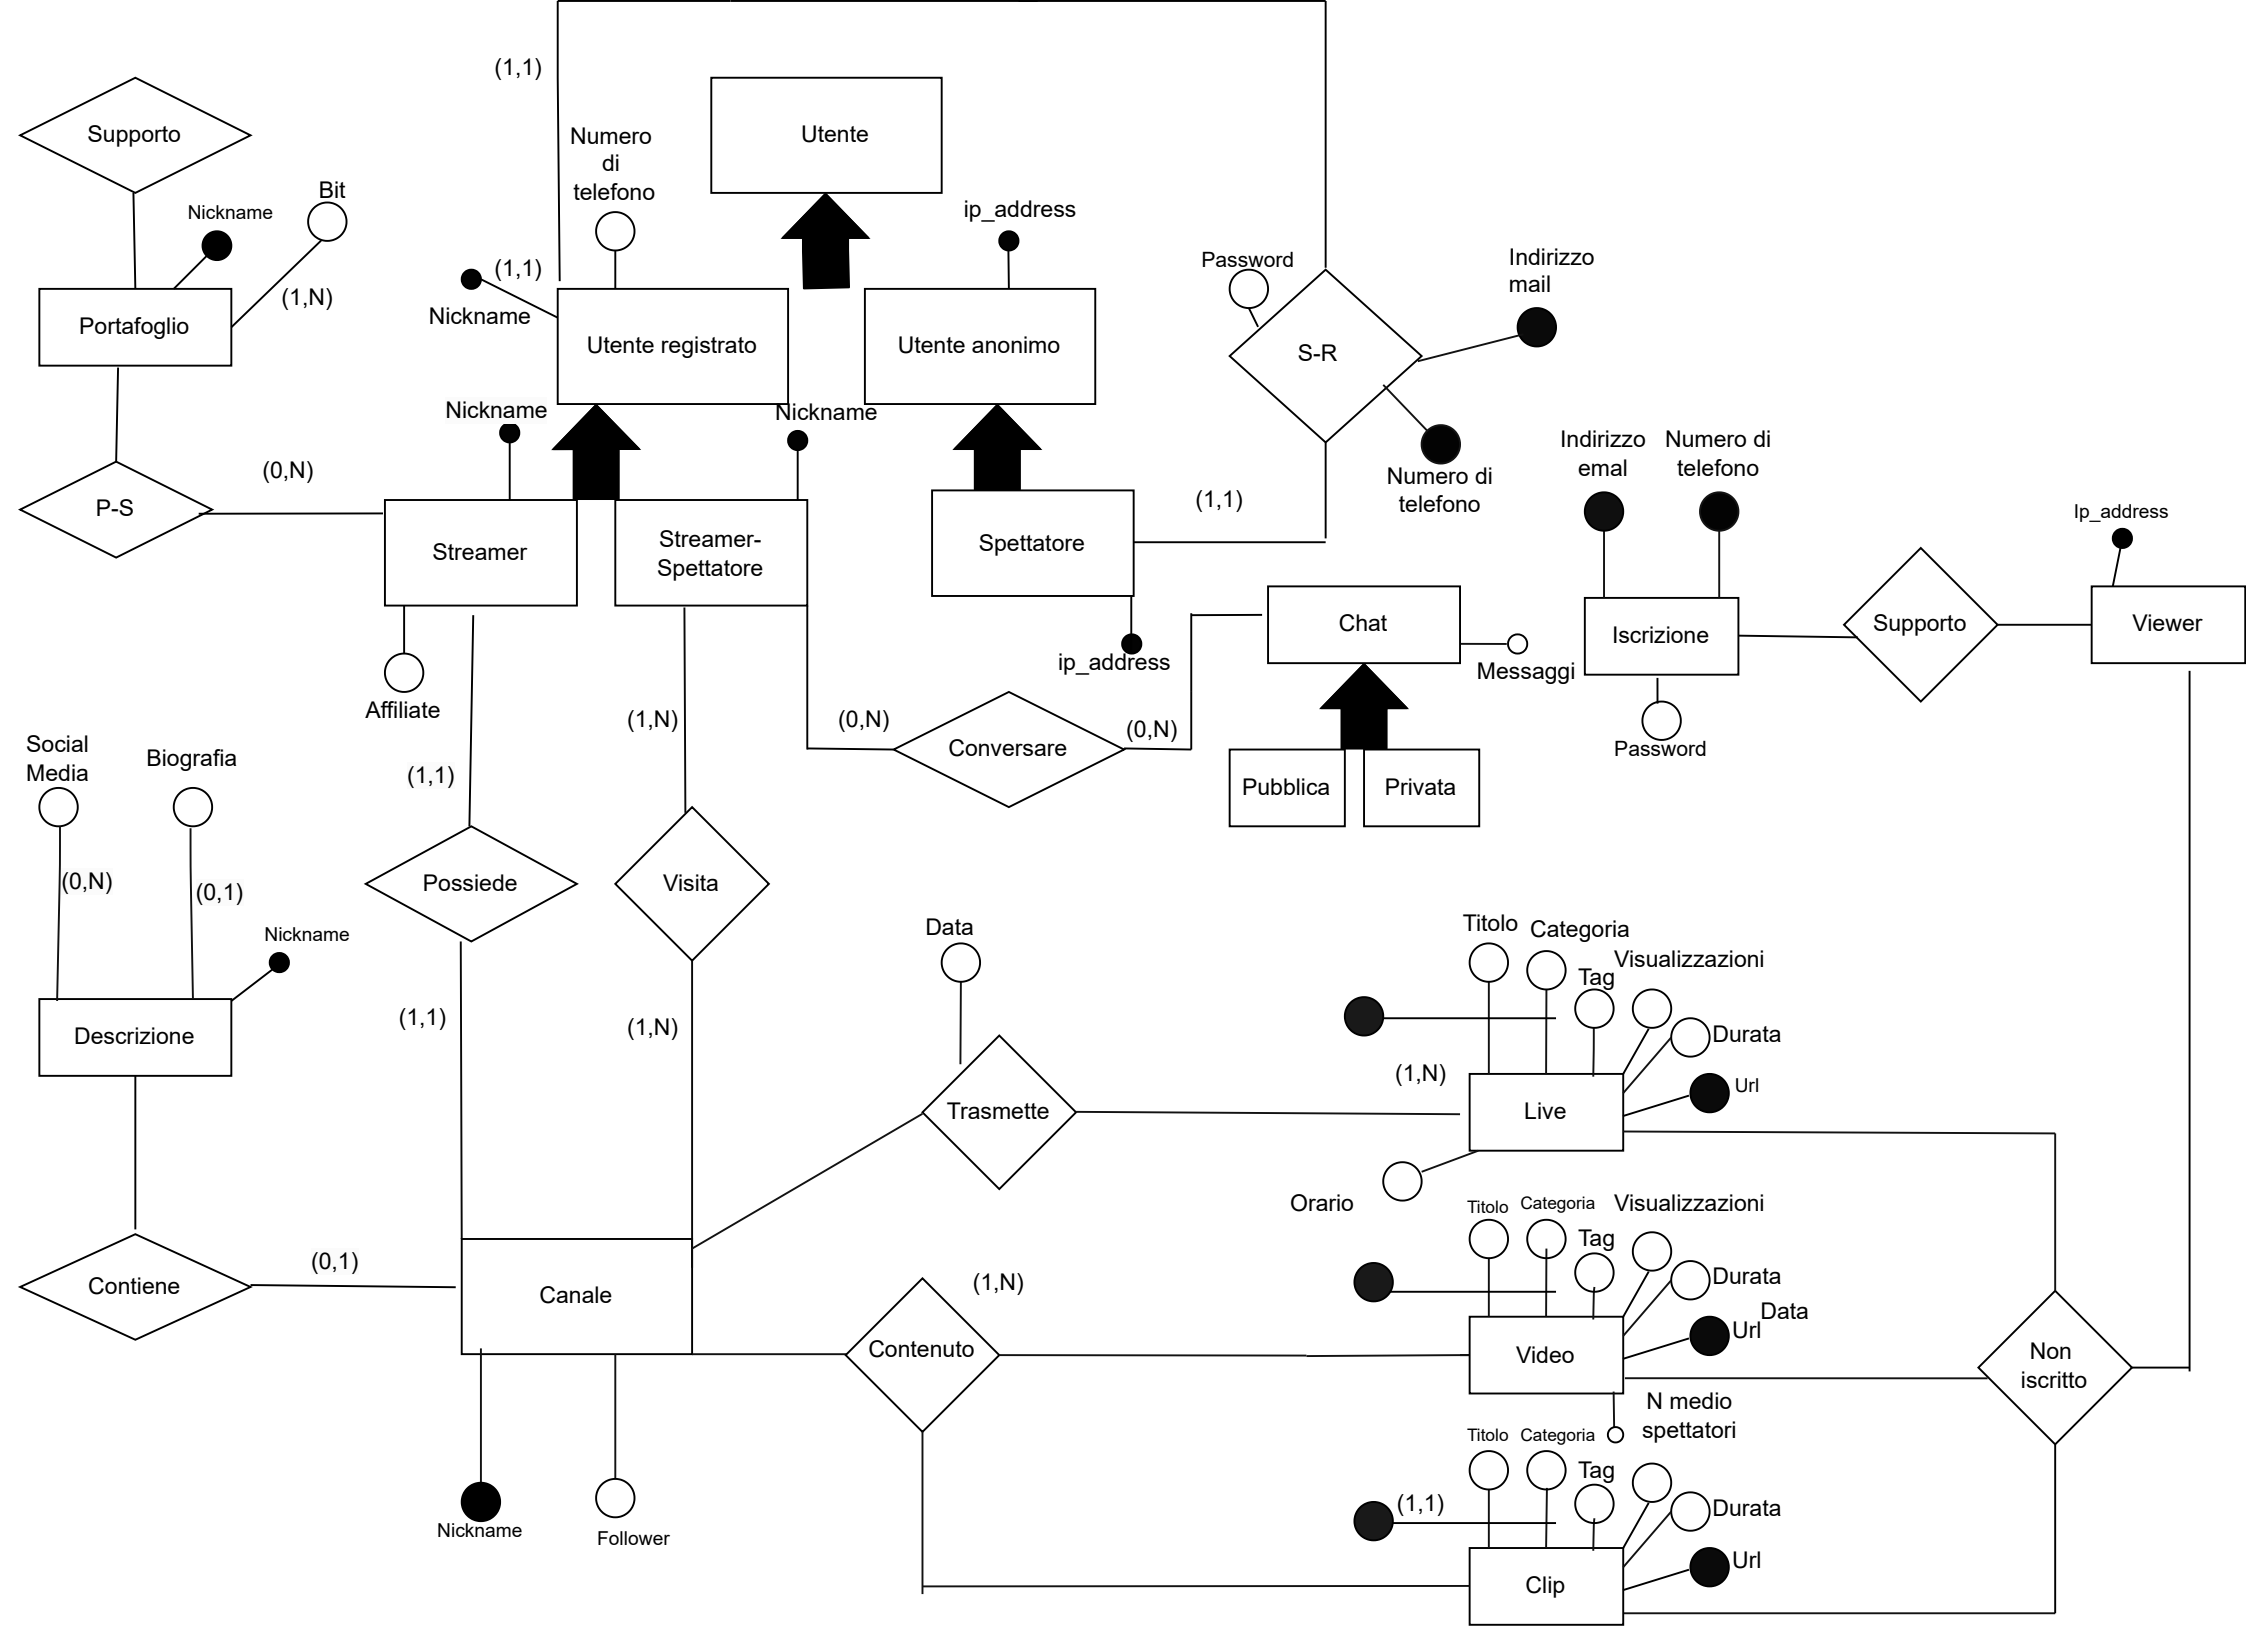 (1,1)
Utente
Supporto
Numero
di
telefono
Bit
Nickname
ip_address
(1,1)
Nickname
(1,N)
Portafoglio
Utente registrato
Utente anonimo
Password
Indirizzo
mail
S-R
Nickname
Nickname
(0,N)
P-S
Numero di
telefono
(1,1)
Indirizzo
emal
Numero di
telefono
Ip_address
Streamer
Streamer-
Spettatore
Spettatore
Chat
Iscrizione
Supporto
Viewer
ip_address
Messaggi
Affiliate
(1,N)
(0,N)
Conversare
(0,N)
Password
Social
Media
Biografia
(1,1)
Pubblica
Privata
(0,N)
(0,1)
Possiede
Visita
Nickname
Data
Titolo
Categoria
Visualizzazioni
Tag
Descrizione
(1,1)
(1,N)
Durata
(1,N)
Url
Trasmette
Live
Orario
Titolo
Categoria
Visualizzazioni
Tag
Contiene
(0,1)
Canale
(1,N)
Durata
Data
Url
Contenuto
Video
Non
iscritto
N medio
spettatori
Titolo
Categoria
Tag
(1,1)
Durata
Nickname
Follower
Url
Clip